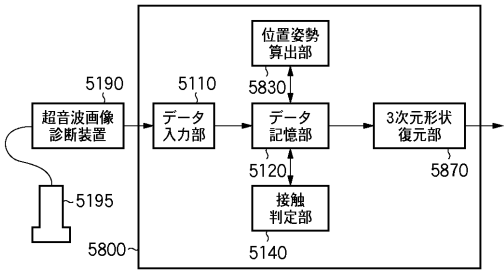 位置姿勢
算出部
5830
5190
超音波画像
診断装置
5110
データ
入力部
データ
記憶部
5120
3次元形状
復元部
5870
5195
接触
判定部
5140
5800